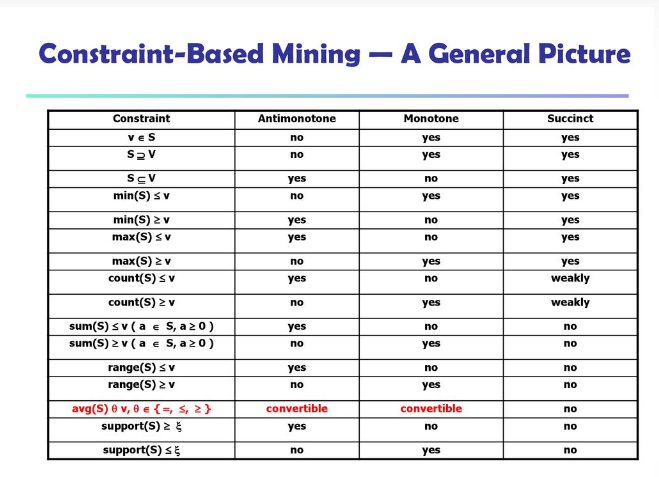 Constraint-Based Mining — A General Picture
Constraint Antimonotone Monotone Succinct
v ∈ S no yes yes
S ⊇ V no yes yes
S ⊆ V yes no yes
min(S) ≤ v no yes yes
min(S) ≥ v yes no yes
max(S) ≤ v yes no yes
max(S) ≥ v no yes yes
count(S) ≤ v yes no weakly
count(S) ≥ v no yes weakly
sum(S) ≤ v ( a ∈ S, a ≥ 0 ) yes no no
sum(S) ≥ v ( a ∈ S, a ≥ 0 ) no yes no
range(S) ≤ v yes no no
range(S) ≥ v no yes no
avg(S) θ v, θ ∈ { =, ≤, ≥ } convertible convertible no
support(S) ≥ ξ yes no no
support(S) ≤ ξ no yes no